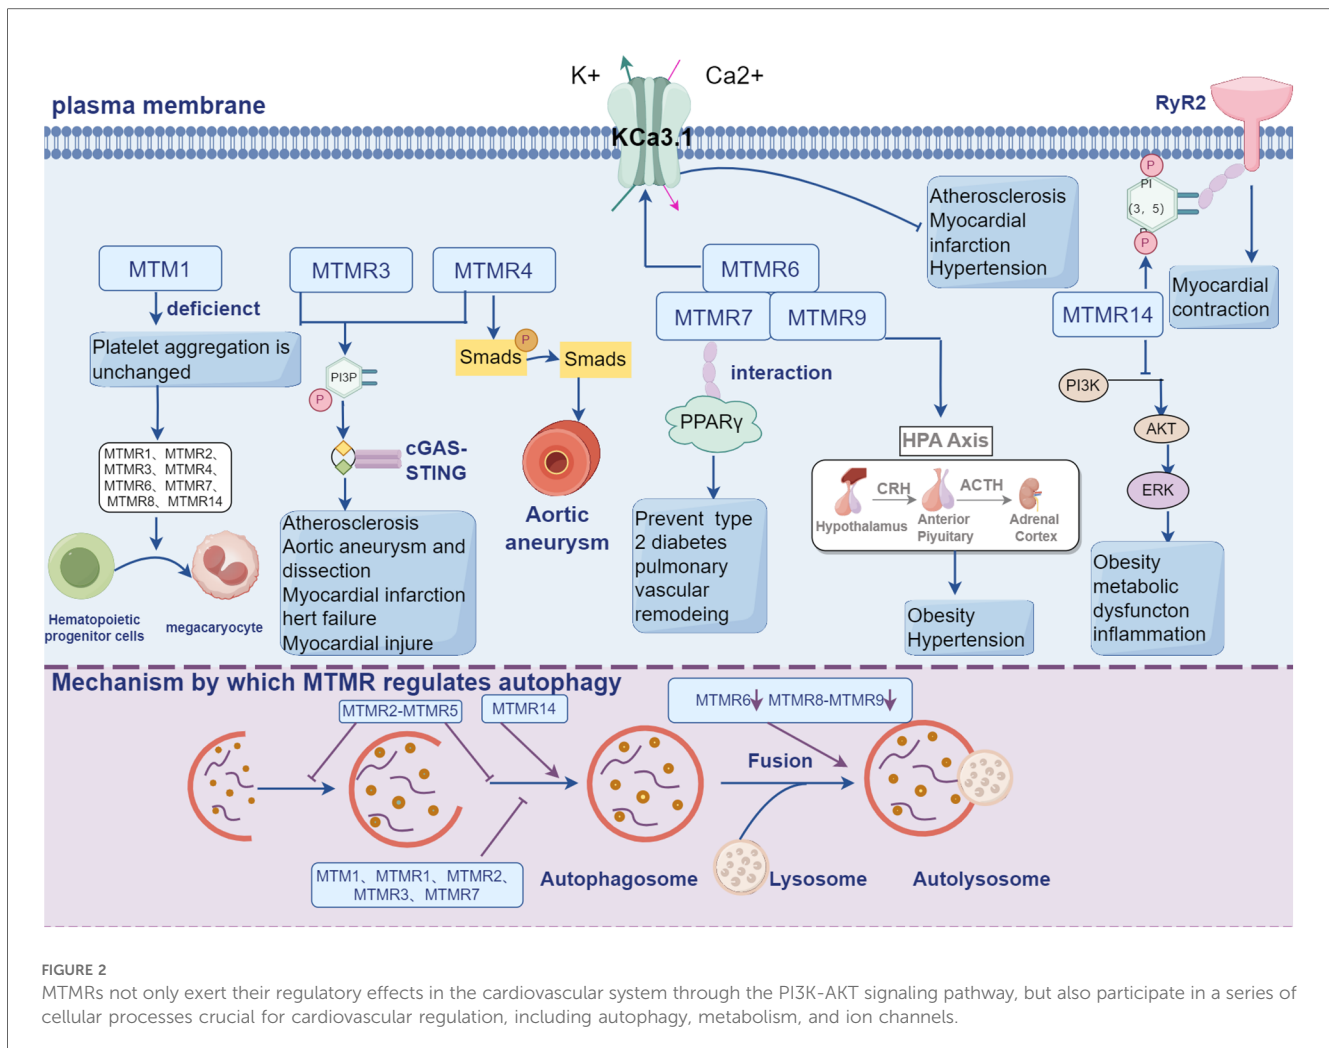 K+
Ca2+
plasma membrane
KCa3.1
RyR2
P
PI
(3, 5)
P
Atherosclerosis
Myocardial
infarction
Hypertension
MTM1
MTMR3
MTMR4
MTMR6
MTMR7
MTMR9
MTMR14
Myocardial
contraction
deficienct
Platelet aggregation is
unchanged
PI3P
P
Smads
P
Smads
interaction
PPARγ
PI3K
AKT
ERK
HPA Axis
CRH
ACTH
Hypothalamus
Anterior
Piyuitary
Adrenal
Cortex
MTMR1、MTMR2、
MTMR3、MTMR4、
MTMR6、MTMR7、
MTMR8、MTMR14
cGAS-
STING
Aortic
aneurysm
Hematopoietic
progenitor cells
megacaryocyte
Atherosclerosis
Aortic aneurysm and
dissection
Myocardial infarction
hert failure
Myocardial injure
Prevent type
2 diabetes
pulmonary
vascular
remodeing
Obesity
Hypertension
Obesity
metabolic
dysfuncton
inflammation
Mechanism by which MTMR regulates autophagy
MTMR2-MTMR5
MTMR14
MTMR6 MTMR8-MTMR9
Fusion
MTM1、MTMR1、MTMR2、
MTMR3、MTMR7
Autophagosome
Lysosome
Autolysosome
FIGURE 2
MTMRs not only exert their regulatory effects in the cardiovascular system through the PI3K-AKT signaling pathway, but also participate in a series of
cellular processes crucial for cardiovascular regulation, including autophagy, metabolism, and ion channels.